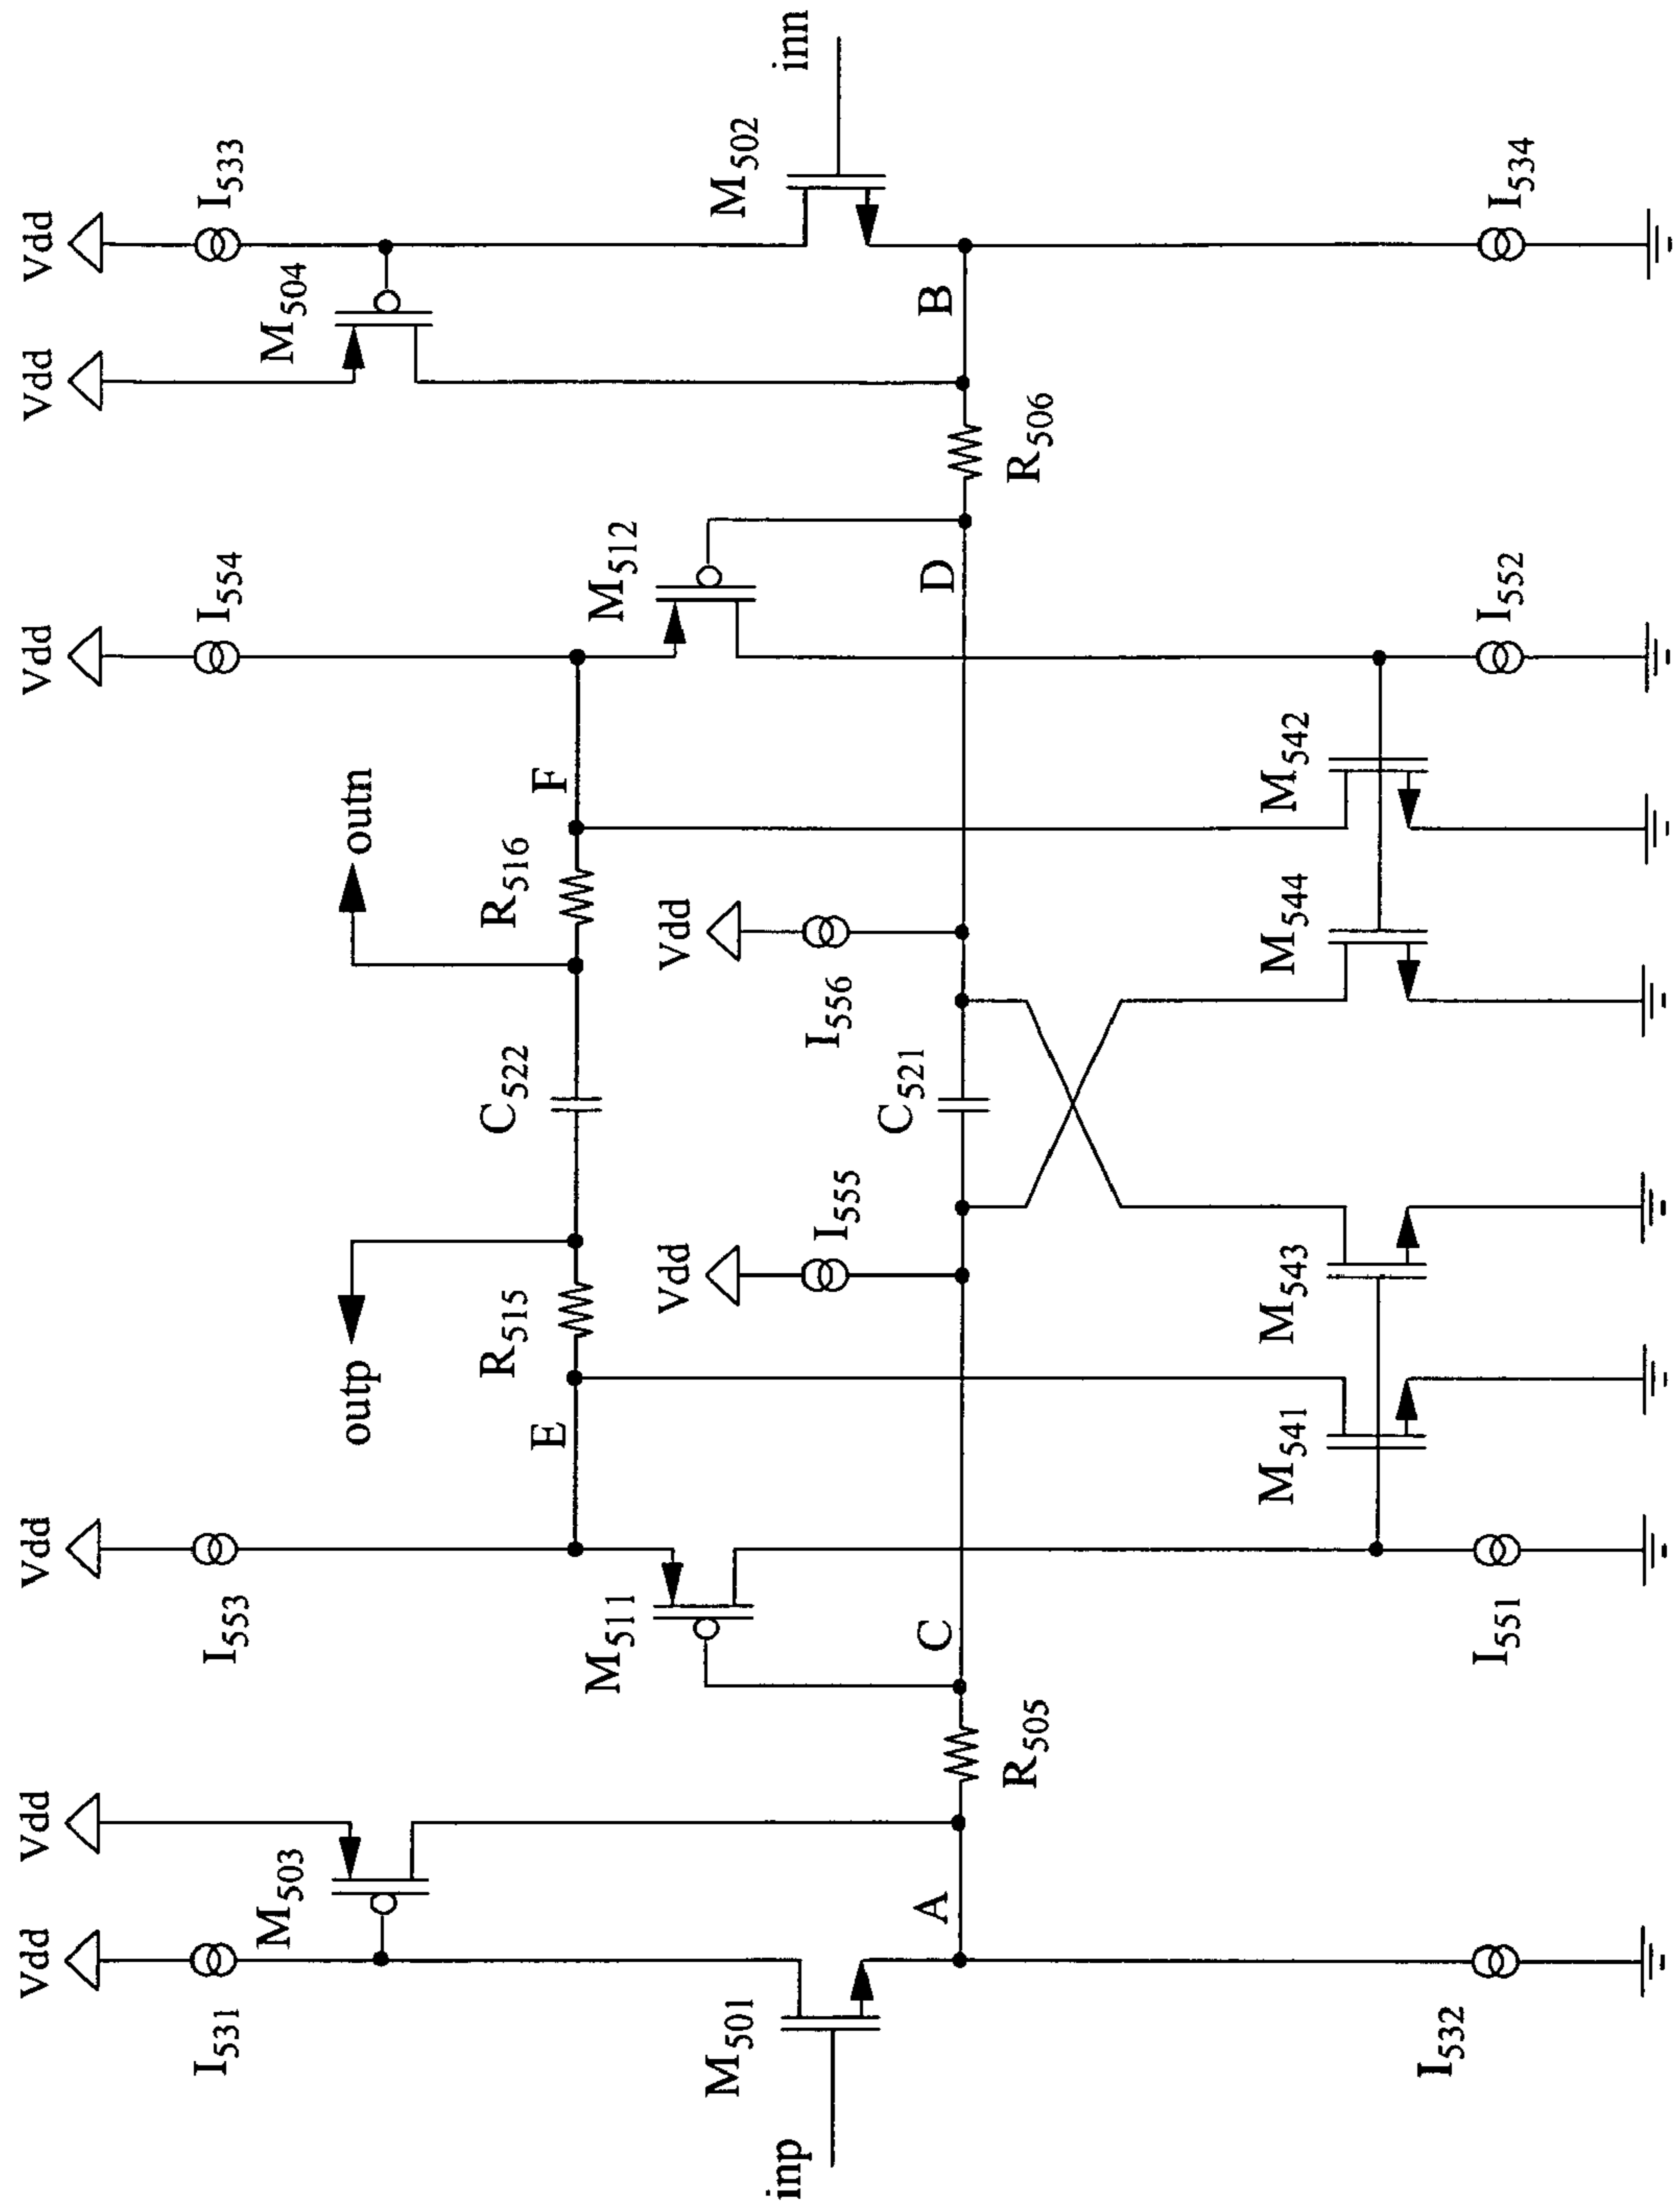 Vdd Vdd Vdd Vdd Vdd Vdd
I531 M503 I553 I554 M504 I533
outp outn
E R515 C522 R516 F
M501 M511 Vdd Vdd M512 M502
inp inn
I555 I556
A R505 C C521 D R506 B
M541 M543 M544 M542
I532 I551 I552 I534